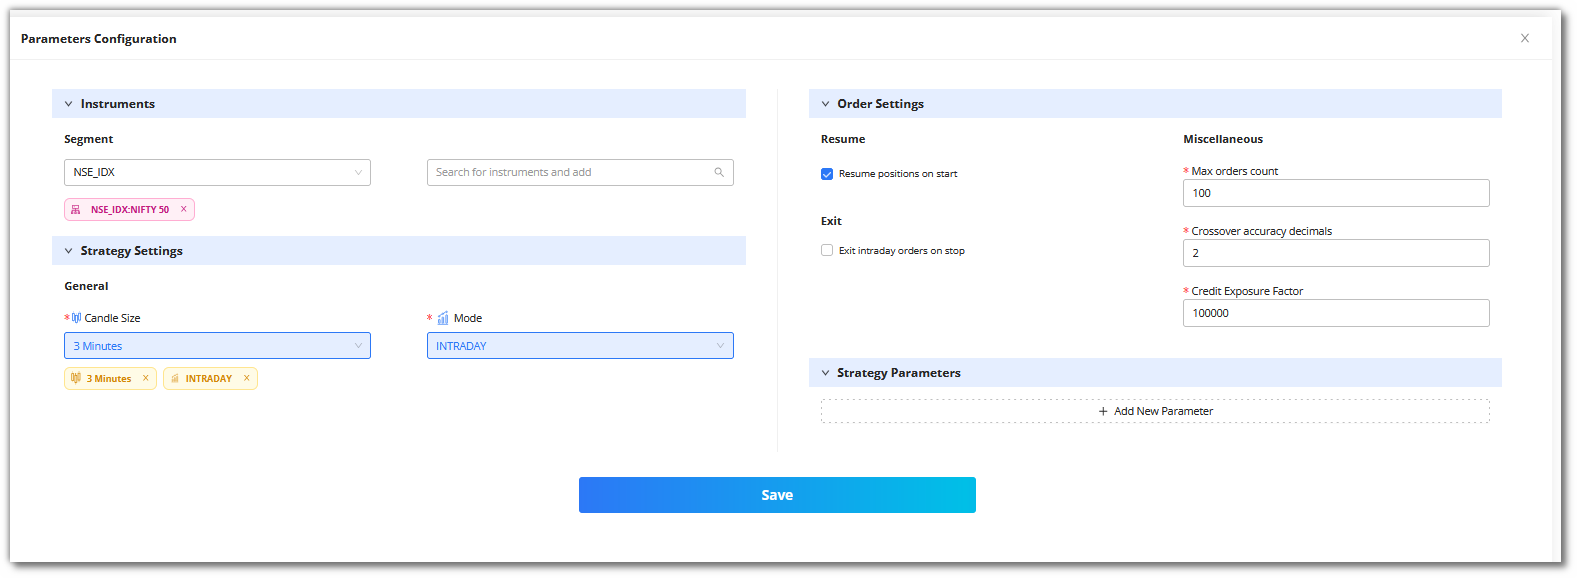 Parameters Configuration
Instruments
Segment
NSE_IDX
Search for instruments and add
NSE_IDX:NIFTY 50
Strategy Settings
General
* Candle Size
* Mode
3 Minutes
INTRADAY
3 Minutes
INTRADAY
Order Settings
Resume
Resume positions on start
Exit
Exit intraday orders on stop
Miscellaneous
* Max orders count
100
* Crossover accuracy decimals
2
* Credit Exposure Factor
100000
Strategy Parameters
+ Add New Parameter
Save